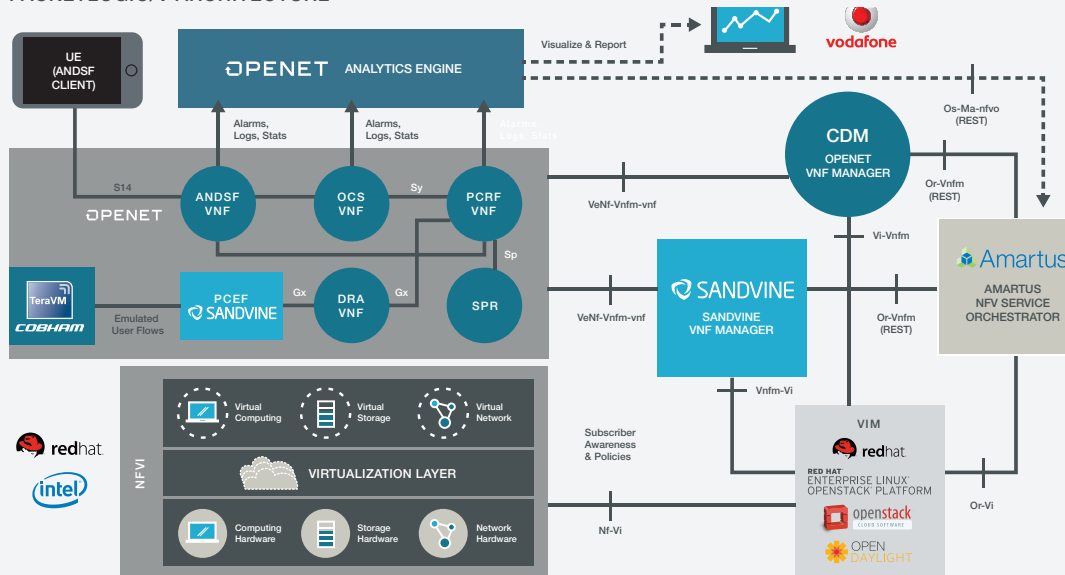 UE
(ANDSF
CLIENT)
OPENET ANALYTICS ENGINE
Visualize & Report
vodafone
Os-Ma-nfvo
(REST)
Alarms,
Logs, Stats
Alarms,
Logs, Stats
Alarms,
Logs, Stats
CDM
OPENET
VNF MANAGER
Or-Vnfm
(REST)
S14
OPENET
ANDSF
VNF
OCS
VNF
Sy
PCRF
VNF
VeNf-Vnfm-vnf
Vi-Vnfm
Sp
TeraVM
COBHAM
Emulated
User Flows
PCEF
SANDVINE
Gx
DRA
VNF
Gx
SPR
VeNf-Vnfm-vnf
SANDVINE
SANDVINE
VNF MANAGER
Or-Vnfm
(REST)
Amartus
AMARTUS
NFV SERVICE
ORCHESTRATOR
Vnfm-Vi
NFVI
Virtual
Computing
Virtual
Storage
Virtual
Network
VIRTUALIZATION LAYER
Computing
Hardware
Storage
Hardware
Network
Hardware
redhat.
intel
Subscriber
Awareness
& Policies
Nf-Vi
VIM
redhat.
RED HAT
ENTERPRISE LINUX
OPENSTACK PLATFORM
openstack
CLOUD SOFTWARE
OPEN
DAYLIGHT
Or-Vi